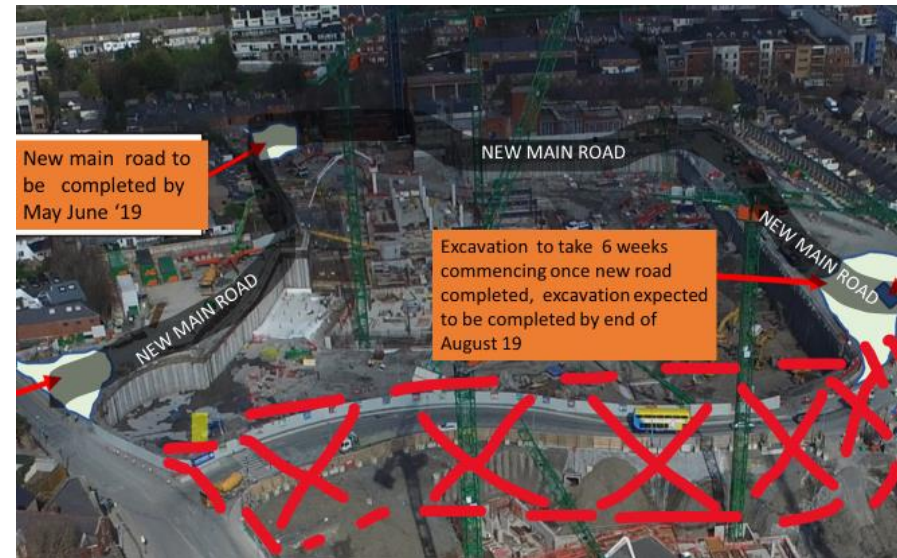 New main road to
be completed by
May June ‘19
NEW MAIN ROAD
Excavation to take 6 weeks
commencing once new road
completed, excavation expected
to be completed by end of
August 19
NEW MAIN ROAD
NEW MAIN ROAD